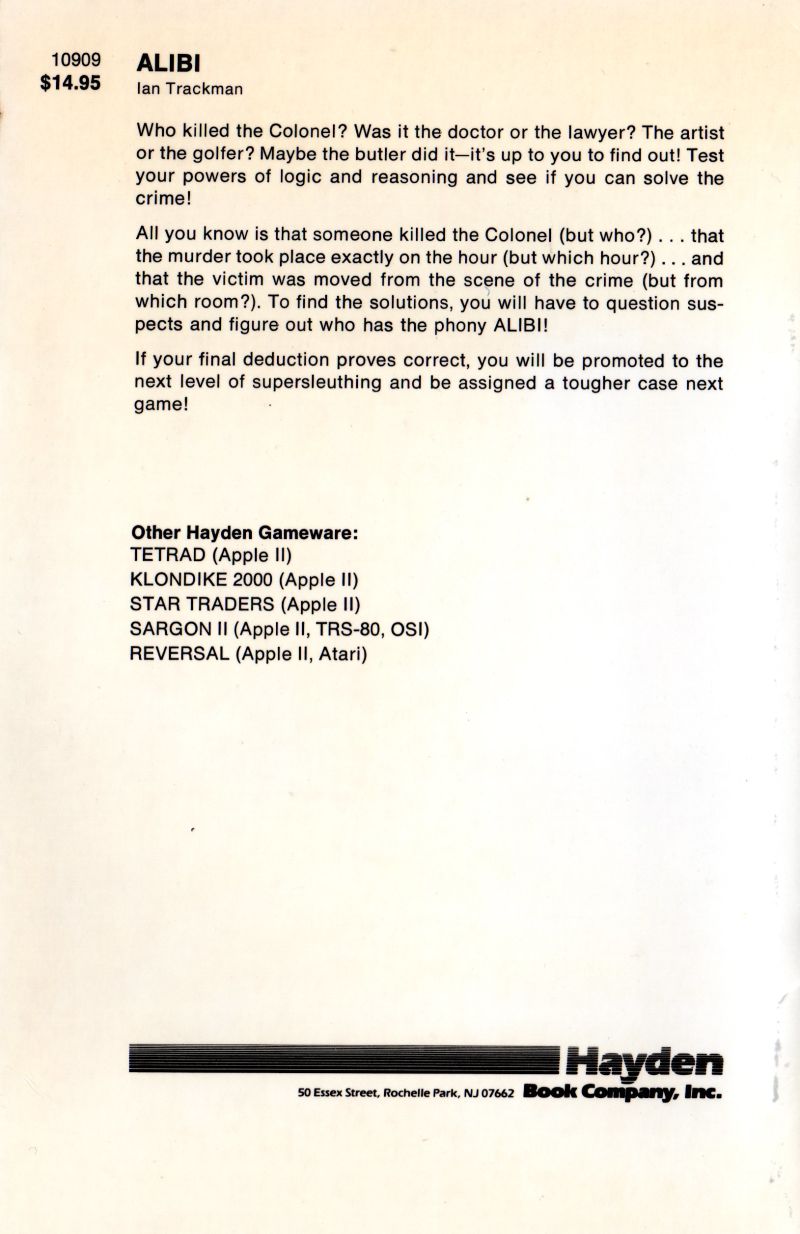 10909 ALIBI
$14.95 Ian Trackman
Who killed the Colonel? Was it the doctor or the lawyer? The artist
or the golfer? Maybe the butler did it—it's up to you to find out! Test
your powers of logic and reasoning and see if you can solve the
crime!
All you know is that someone killed the Colonel (but who?) . . . that
the murder took place exactly on the hour (but which hour?) . . . and
that the victim was moved from the scene of the crime (but from
which room?). To find the solutions, you will have to question sus-
pects and figure out who has the phony ALIBI!
If your final deduction proves correct, you will be promoted to the
next level of supersleuthing and be assigned a tougher case next
game!
Other Hayden Gameware:
TETRAD (Apple II)
KLONDIKE 2000 (Apple II)
STAR TRADERS (Apple II)
SARGON II (Apple II, TRS-80, OSI)
REVERSAL (Apple II, Atari)
Hayden
50 Essex Street, Rochelle Park, NJ 07662 Book Company, Inc.